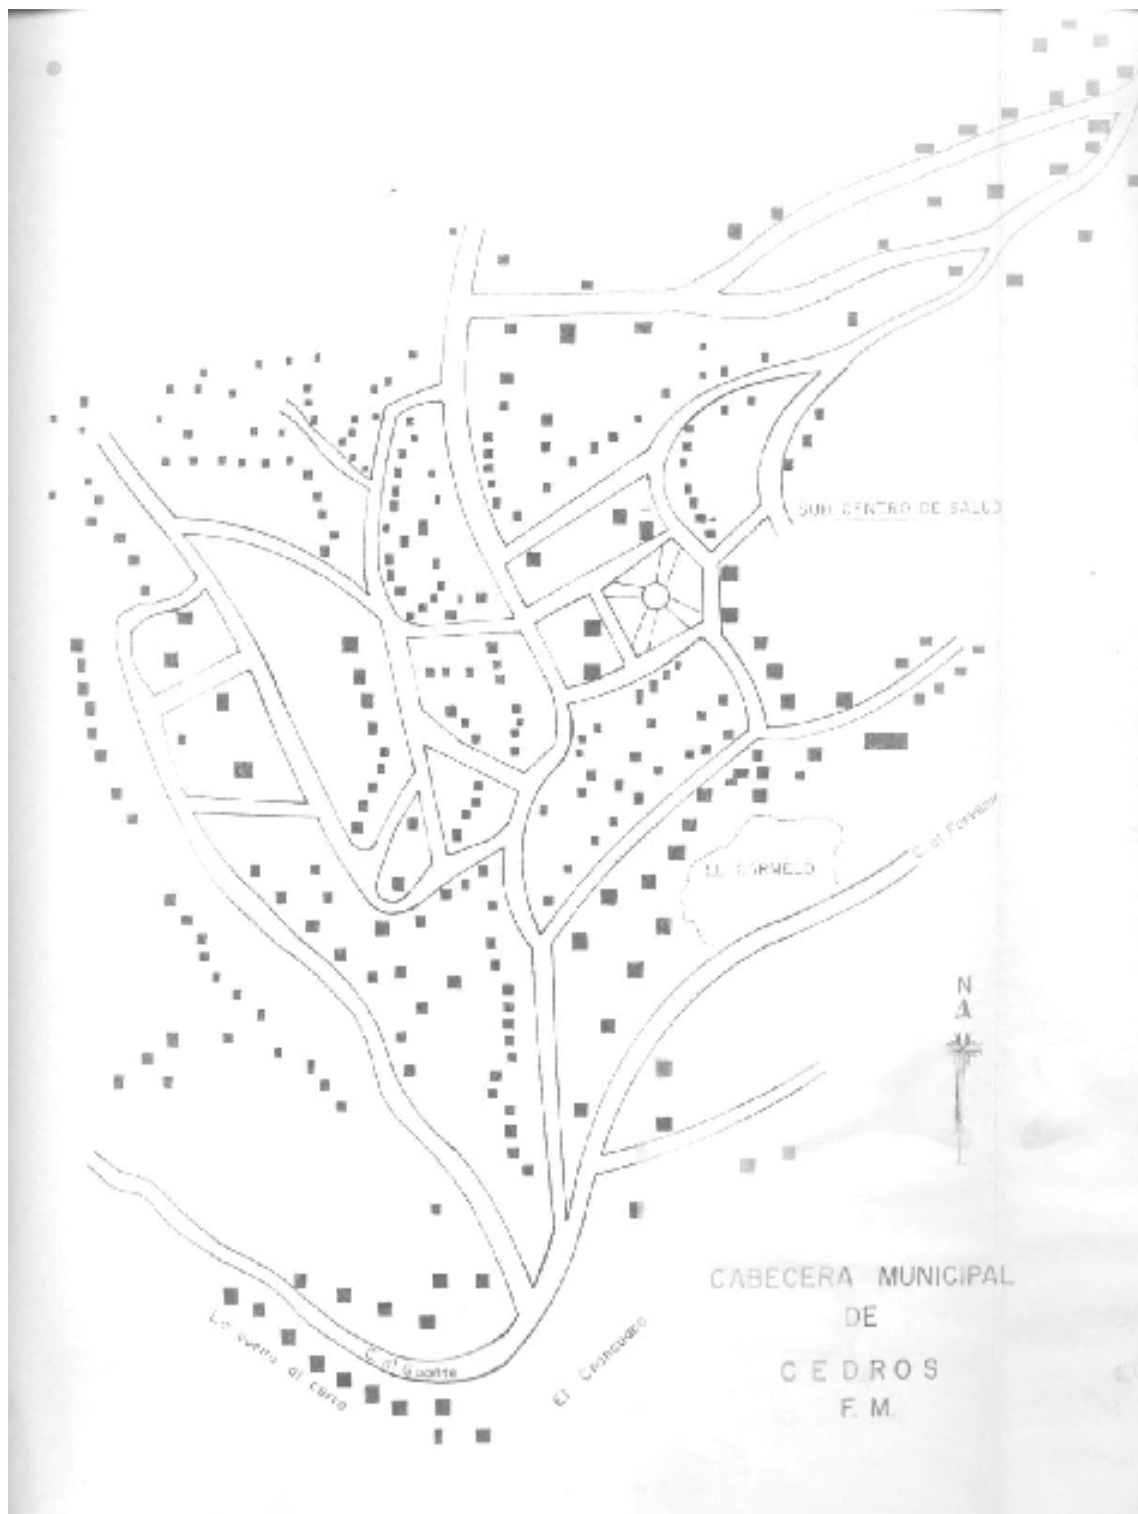 SUB CENTRO DE SALUD
C. al Porvenir
EL CARMELO
N
CABECERA MUNICIPAL
DE
CEDROS
F. M.
La vuelta al cerro
C. al Guante
El